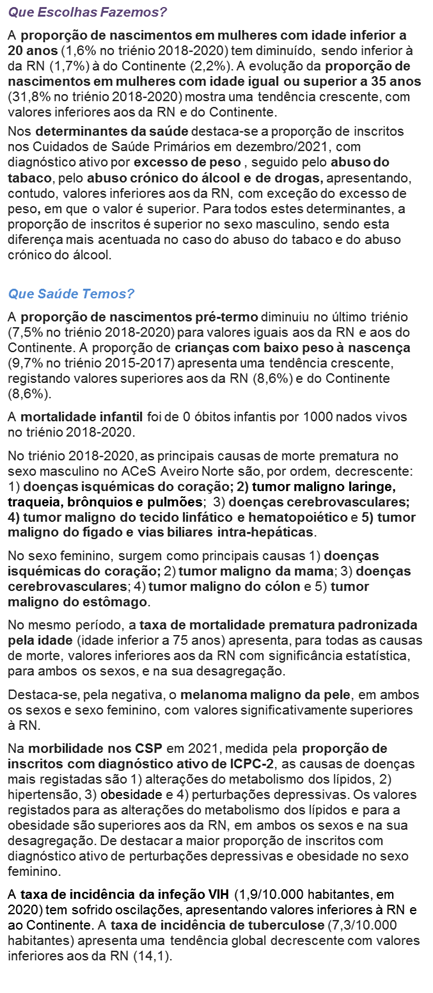 Que Escolhas Fazemos?
A proporção de nascimentos em mulheres com idade inferior a
20 anos (1,6% no triénio 2018-2020) tem diminuído, sendo inferior à
da RN (1,7%) à do Continente (2,2%). A evolução da proporção de
nascimentos em mulheres com idade igual ou superior a 35 anos
(31,8% no triénio 2018-2020) mostra uma tendência crescente, com
valores inferiores aos da RN e do Continente.
Nos determinantes da saúde destaca-se a proporção de inscritos
nos Cuidados de Saúde Primários em dezembro/2021, com
diagnóstico ativo por excesso de peso , seguido pelo abuso do
tabaco, pelo abuso crónico do álcool e de drogas, apresentando,
contudo, valores inferiores aos da RN, com exceção do excesso de
peso, em que o valor é superior. Para todos estes determinantes, a
proporção de inscritos é superior no sexo masculino, sendo esta
diferença mais acentuada no caso do abuso do tabaco e do abuso
crónico do álcool.
Que Saúde Temos?
A proporção de nascimentos pré-termo diminuiu no último triénio
(7,5% no triénio 2018-2020) para valores iguais aos da RN e aos do
Continente. A proporção de crianças com baixo peso à nascença
(9,7% no triénio 2015-2017) apresenta uma tendência crescente,
registando valores superiores aos da RN (8,6%) e do Continente
(8,6%).
A mortalidade infantil foi de 0 óbitos infantis por 1000 nados vivos
no triénio 2018-2020.
No triénio 2018-2020, as principais causas de morte prematura no
sexo masculino no ACeS Aveiro Norte são, por ordem, decrescente:
1) doenças isquémicas do coração; 2) tumor maligno laringe,
traqueia, brônquios e pulmões; 3) doenças cerebrovasculares;
4) tumor maligno do tecido linfático e hematopoiético e 5) tumor
maligno do fígado e vias biliares intra-hepáticas.
No sexo feminino, surgem como principais causas 1) doenças
isquémicas do coração; 2) tumor maligno da mama; 3) doenças
cerebrovasculares; 4) tumor maligno do cólon e 5) tumor
maligno do estômago.
No mesmo período, a taxa de mortalidade prematura padronizada
pela idade (idade inferior a 75 anos) apresenta, para todas as causas
de morte, valores inferiores aos da RN com significância estatística,
para ambos os sexos, e na sua desagregação.
Destaca-se, pela negativa, o melanoma maligno da pele, em ambos
os sexos e sexo feminino, com valores significativamente superiores
à RN.
Na morbilidade nos CSP em 2021, medida pela proporção de
inscritos com diagnóstico ativo de ICPC-2, as causas de doenças
mais registadas são 1) alterações do metabolismo dos lípidos, 2)
hipertensão, 3) obesidade e 4) perturbações depressivas. Os valores
registados para as alterações do metabolismo dos lípidos e para a
obesidade são superiores aos da RN, em ambos os sexos e na sua
desagregação. De destacar a maior proporção de inscritos com
diagnóstico ativo de perturbações depressivas e obesidade no sexo
feminino.
A taxa de incidência da infeção VIH (1,9/10.000 habitantes, em
2020) tem sofrido oscilações, apresentando valores inferiores à RN e
ao Continente. A taxa de incidência de tuberculose (7,3/10.000
habitantes) apresenta uma tendência global decrescente com valores
inferiores aos da RN (14,1).